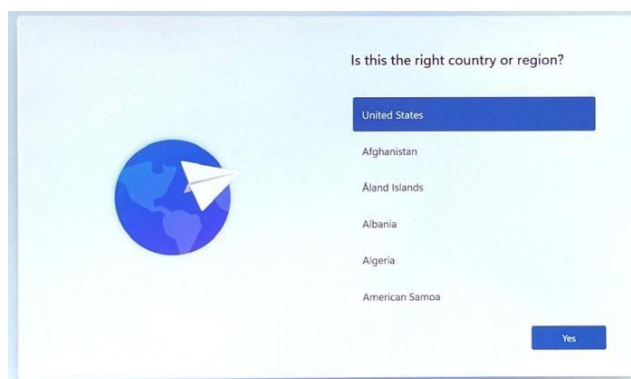 Is this the right country or region?
United States
Afghanistan
Åland Islands
Albania
Algeria
American Samoa
Yes